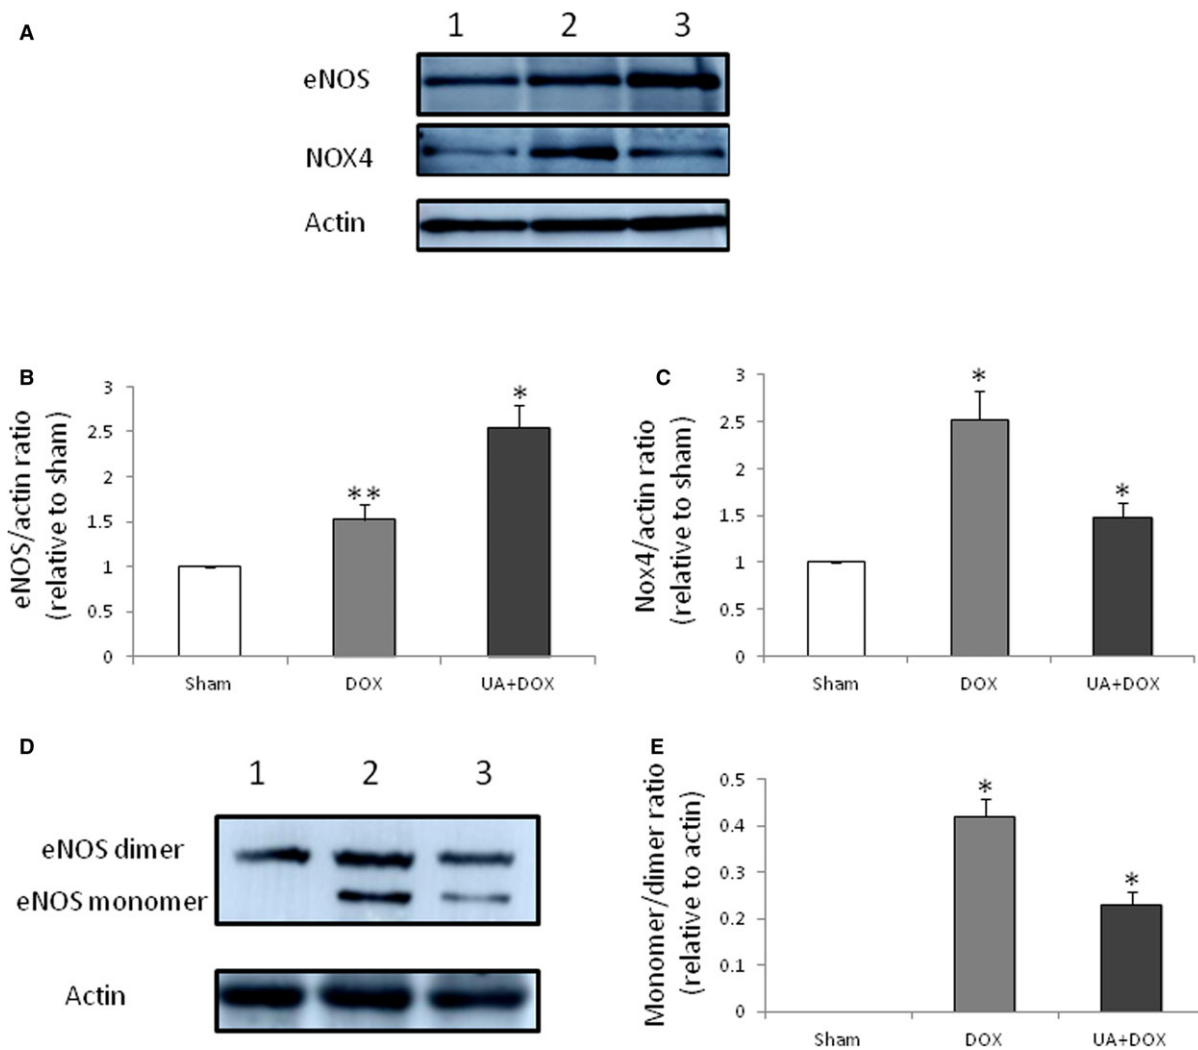 A
1 2 3
eNOS
NOX4
Actin
B
eNOS/actin ratio
(relative to sham)
3
2.5
2
1.5
1
0.5
0
**
*
Sham DOX UA+DOX
C
Nox4/actin ratio
(relative to sham)
3
2.5
2
1.5
1
0.5
0
*
*
Sham DOX UA+DOX
D
1 2 3
eNOS dimer
eNOS monomer
Actin
E
Monomer/dimer ratio
(relative to actin)
0.5
0.4
0.3
0.2
0.1
0
*
*
Sham DOX UA+DOX